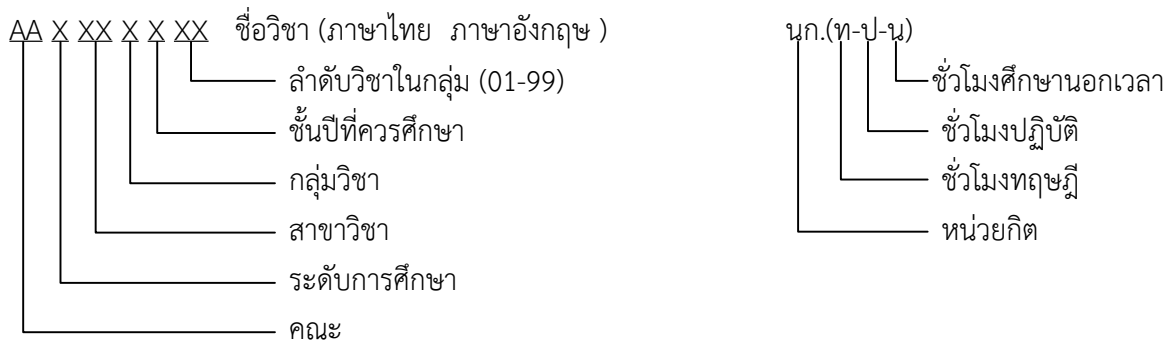 AA X XX X X XX ชื่อวิชา (ภาษาไทย ภาษาอังกฤษ ) นก.(ท-ป-น)
ลำดับวิชาในกลุ่ม (01-99) ชั่วโมงศึกษานอกเวลา
ชั้นปีที่ควรศึกษา ชั่วโมงปฏิบัติ
กลุ่มวิชา ชั่วโมงทฤษฎี
สาขาวิชา หน่วยกิต
ระดับการศึกษา
คณะ